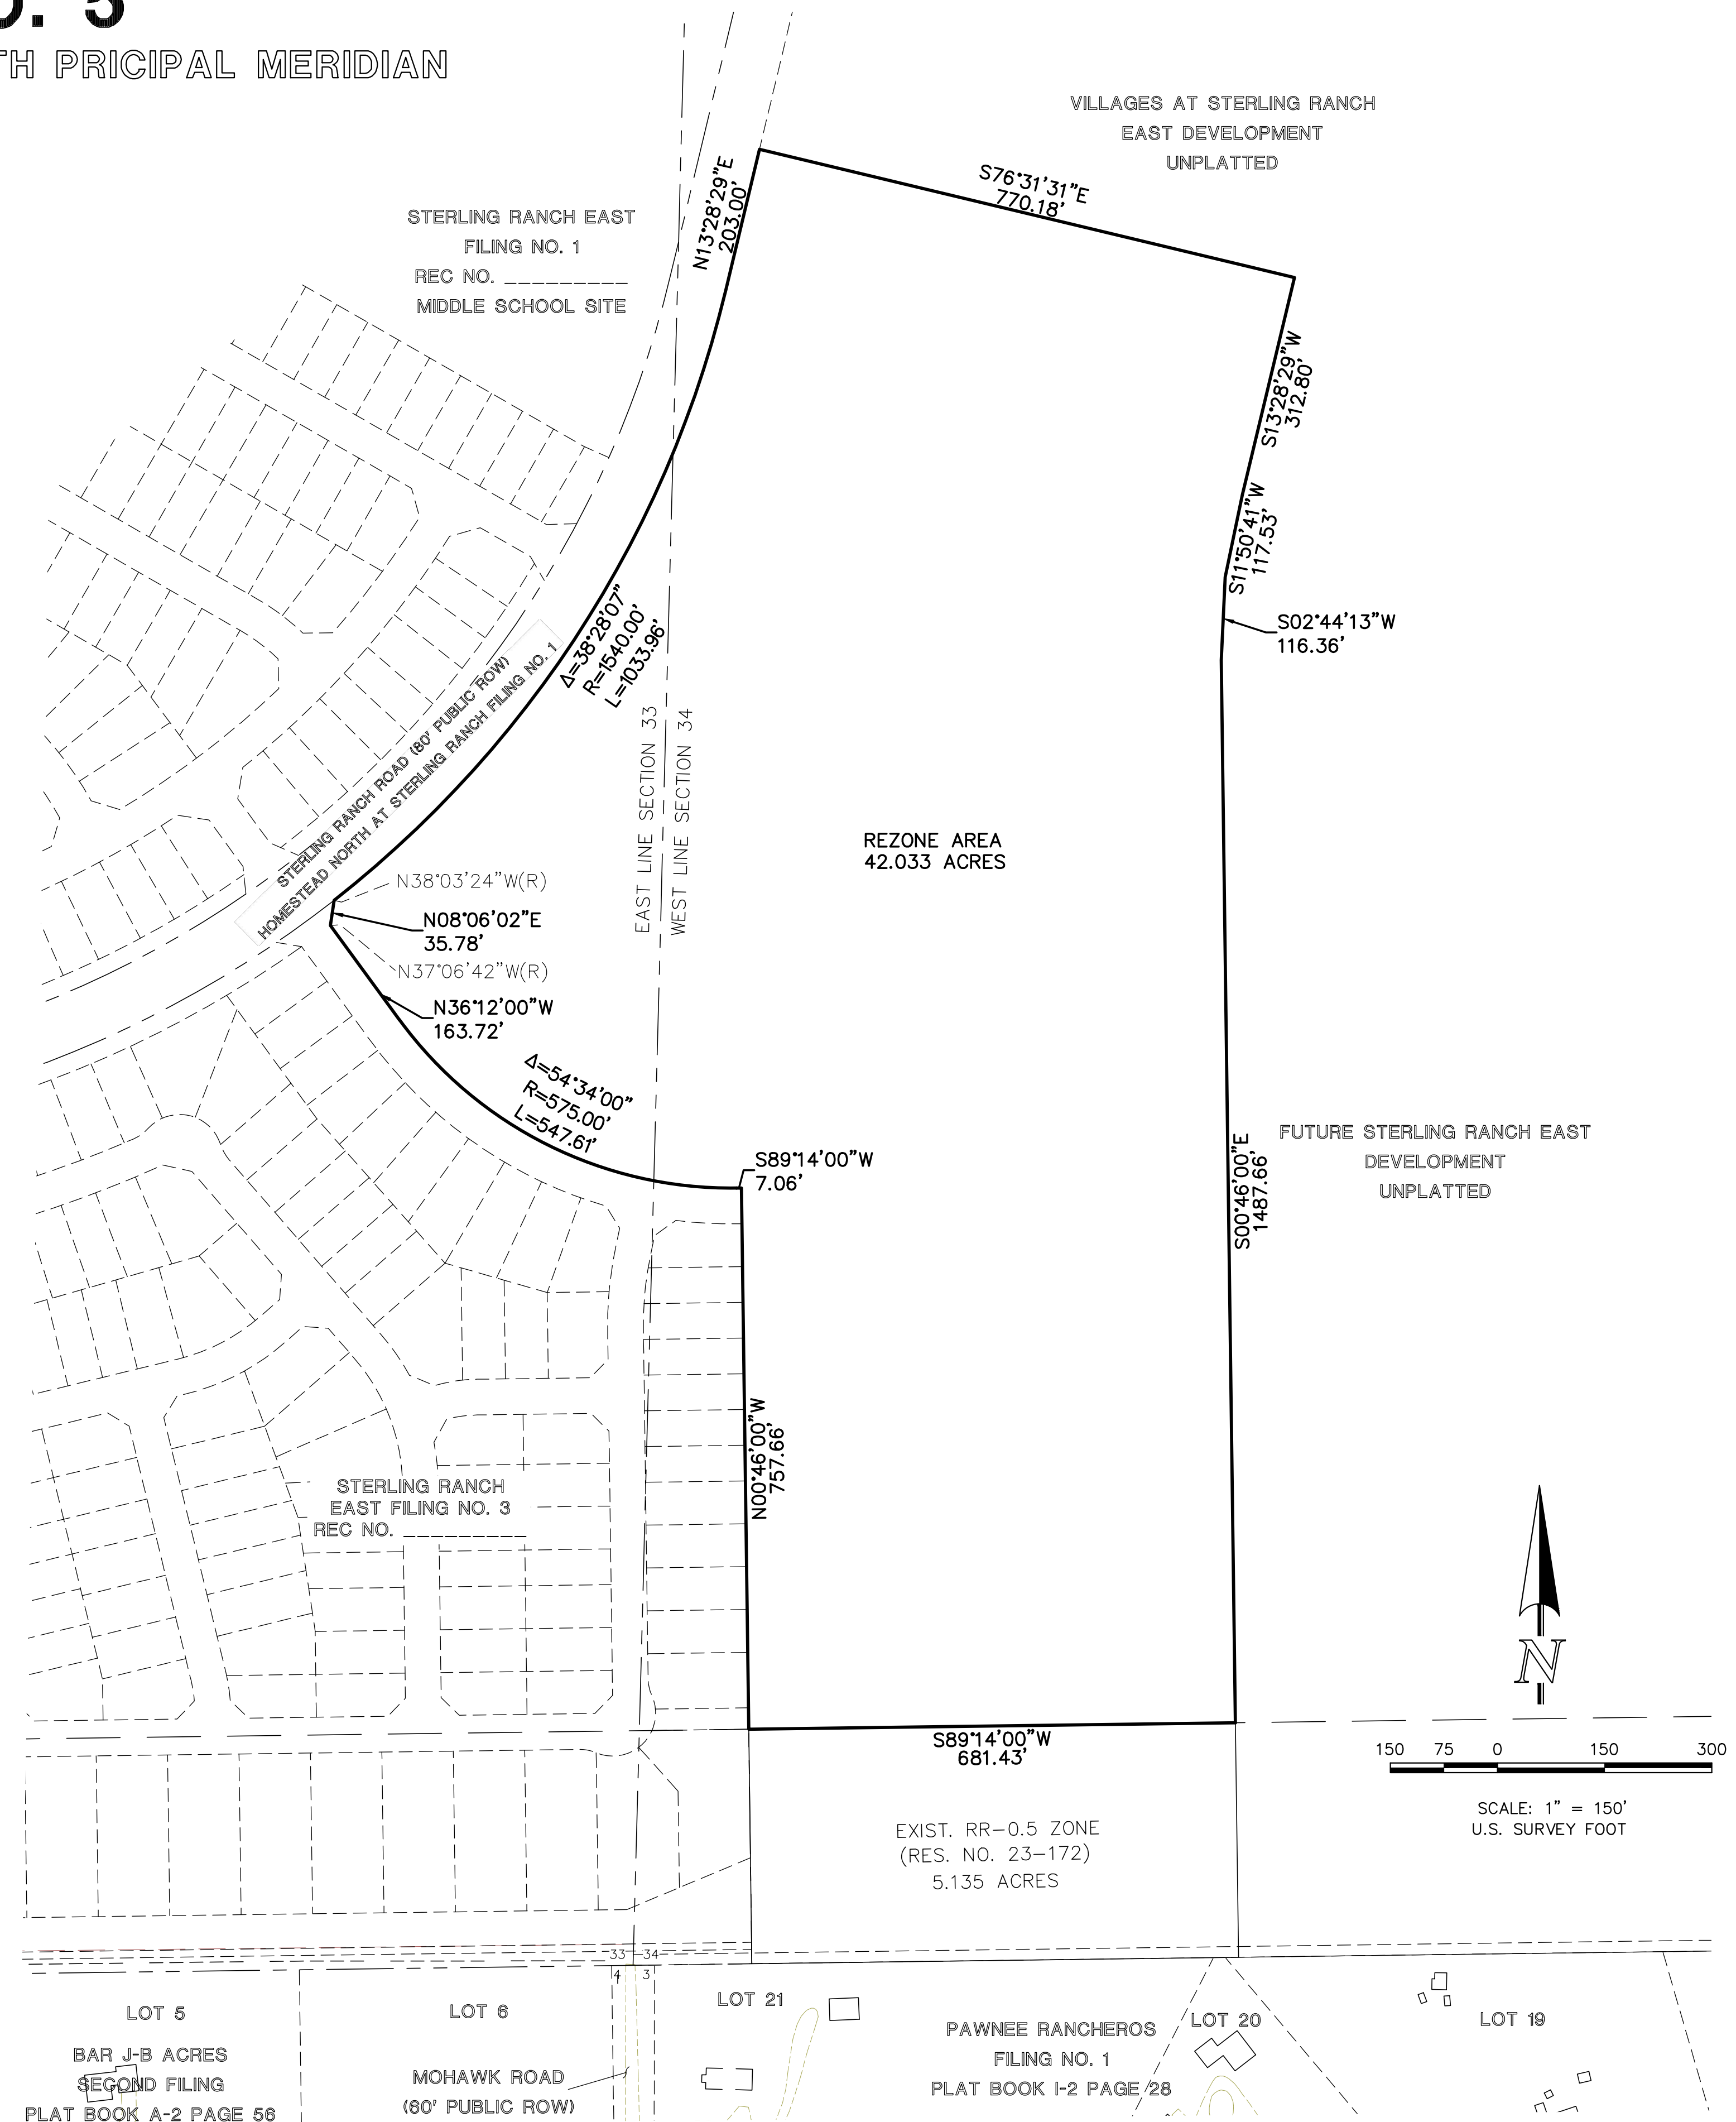 O. 5
TH PRICIPAL MERIDIAN
VILLAGES AT STERLING RANCH
EAST DEVELOPMENT
UNPLATTED
S76°31'31"E
770.18'
N13°28'29"E
203.00'
STERLING RANCH EAST
FILING NO. 1
REC NO. __________
MIDDLE SCHOOL SITE
S13°28'29"W
312.80'
S11°50'41"W
117.53'
S02°44'13"W
116.36'
Δ=38°28'07"
R=1540.00'
L=1033.96'
STERLING RANCH ROAD (80' PUBLIC ROW)
HOMESTEAD NORTH AT STERLING RANCH FILING NO. 1
EAST LINE SECTION 33
WEST LINE SECTION 34
REZONE AREA
42.033 ACRES
N38°03'24"W(R)
N08°06'02"E
35.78'
N37°06'42"W(R)
N36°12'00"W
163.72'
Δ=54°34'00"
R=575.00'
L=547.61'
S89°14'00"W
7.06'
FUTURE STERLING RANCH EAST
DEVELOPMENT
UNPLATTED
S00°46'00"E
1487.66'
N00°46'00"W
757.66'
STERLING RANCH
EAST FILING NO. 3
REC NO. __________
N
S89°14'00"W
681.43'
150 75 0 150 300
SCALE: 1" = 150'
U.S. SURVEY FOOT
EXIST. RR-0.5 ZONE
(RES. NO. 23-172)
5.135 ACRES
33 34
4 3
LOT 5
LOT 6
LOT 21
LOT 20
LOT 19
BAR J-B ACRES
SECOND FILING
PLAT BOOK A-2 PAGE 56
MOHAWK ROAD
(60' PUBLIC ROW)
PAWNEE RANCHEROS
FILING NO. 1
PLAT BOOK I-2 PAGE 28